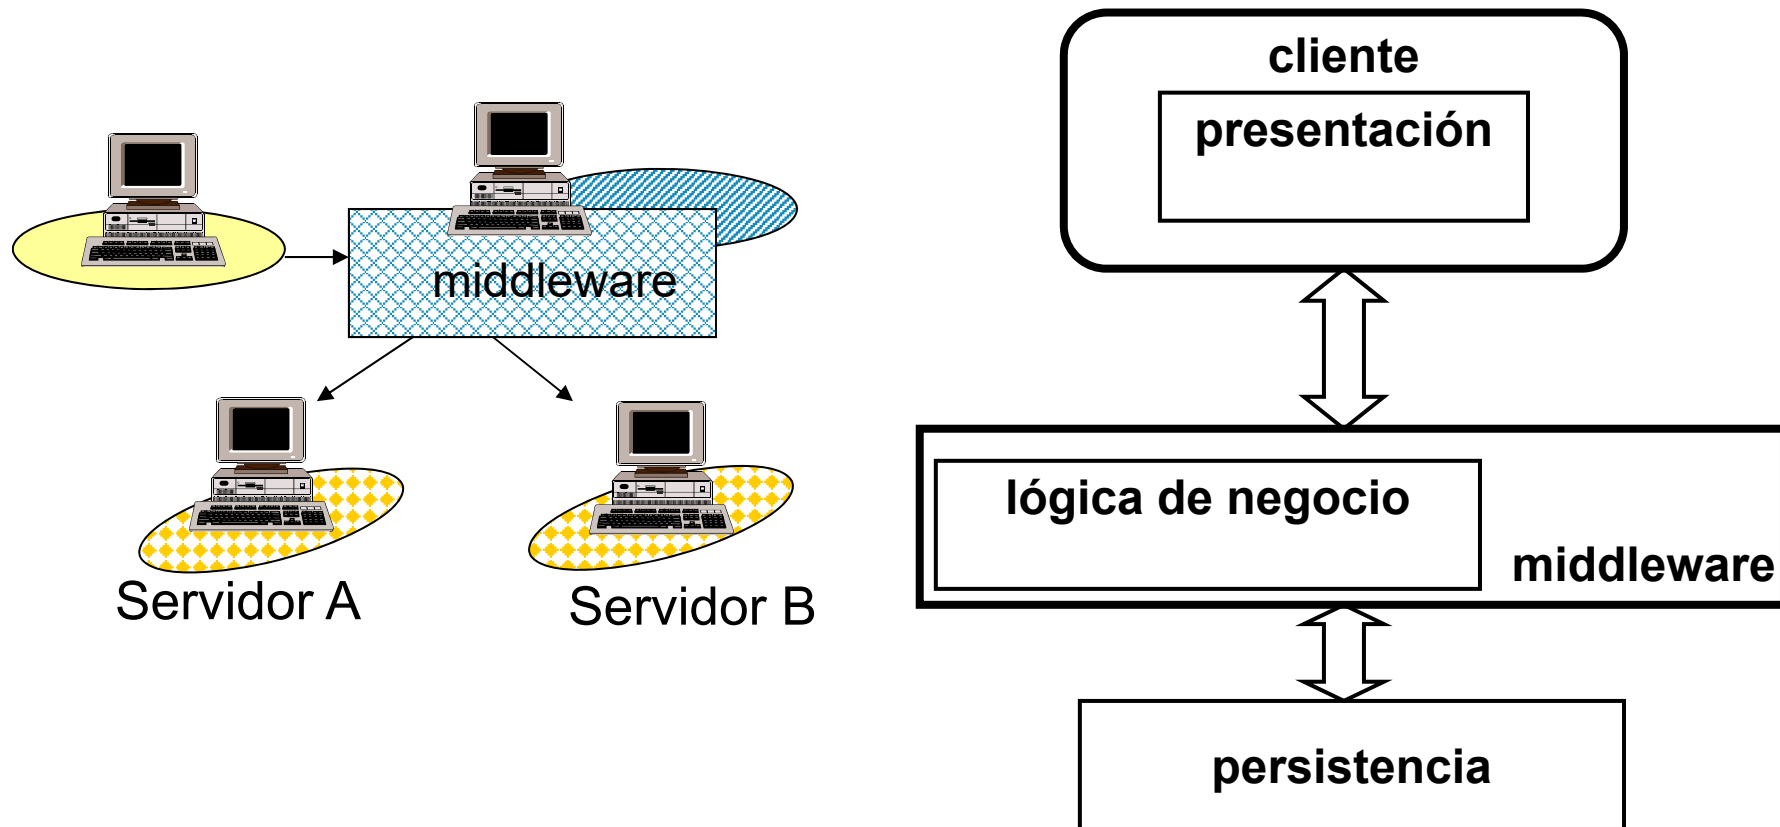 middleware
Servidor A
Servidor B
cliente
presentación
lógica de negocio
middleware
persistencia